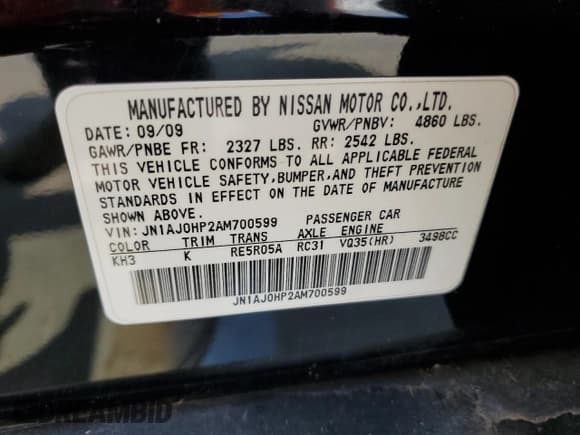 MANUFACTURED BY NISSAN MOTOR CO.,LTD.
DATE: 09/09 GVWR/PNBV: 4860 LBS.
GAWR/PNBE FR: 2327 LBS. RR: 2542 LBS.
THIS VEHICLE CONFORMS TO ALL APPLICABLE FEDERAL
MOTOR VEHICLE SAFETY,BUMPER,AND THEFT PREVENTION
STANDARDS IN EFFECT ON THE DATE OF MANUFACTURE
SHOWN ABOVE.
VIN: JN1AJ0HP2AM700599 PASSENGER CAR
COLOR TRIM TRANS AXLE ENGINE
KH3 K RE5R05A RC31 VQ35(HR) 3498CC
JN1AJ0HP2AM700599